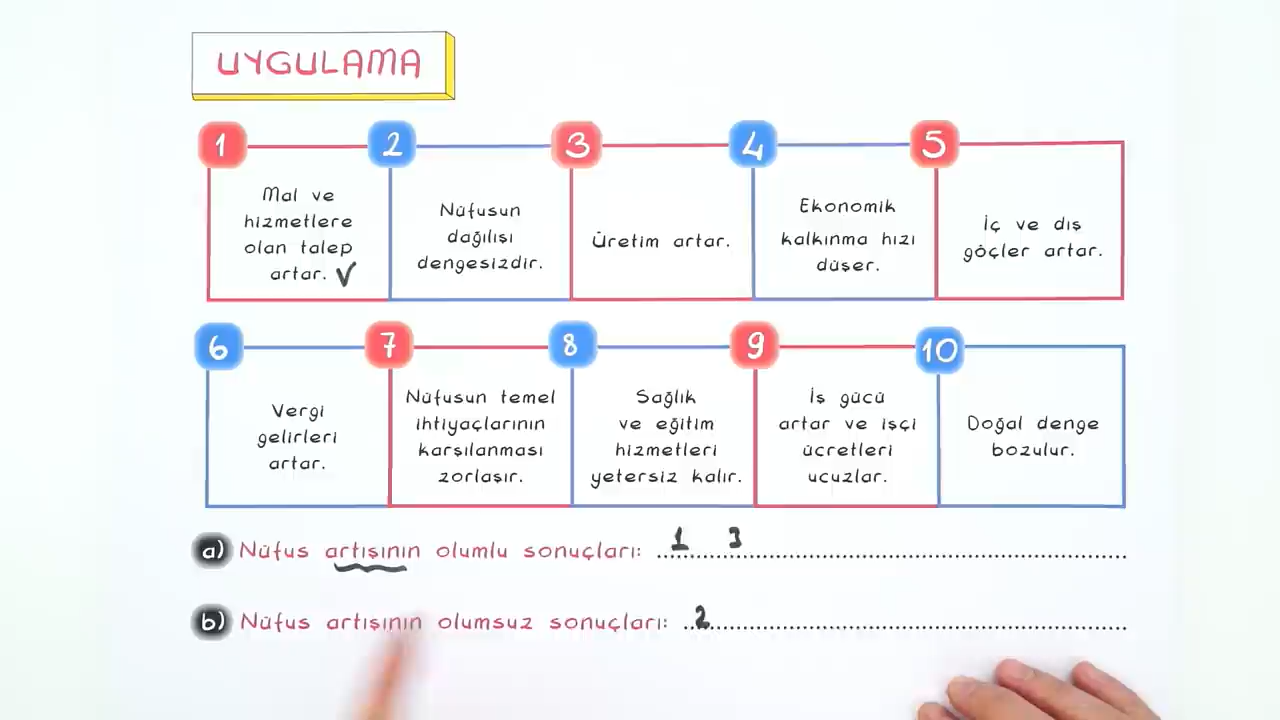 UYGULAMA
1
2
3
4
5
Mal ve
hizmetlere
olan talep
artar. ✓
Nüfusun
dağılışı
dengesizdir.
Üretim artar.
Ekonomik
kalkınma hızı
düşer.
İç ve dış
göçler artar.
6
7
8
9
10
Vergi
gelirleri
artar.
Nüfusun temel
ihtiyaçlarının
karşılanması
zorlaşır.
Sağlık
ve eğitim
hizmetleri
yetersiz kalır.
İş gücü
artar ve işçi
ücretleri
ucuzlar.
Doğal denge
bozulur.
a) Nüfus artışının olumlu sonuçları: 1 3
b) Nüfus artışının olumsuz sonuçları: 2